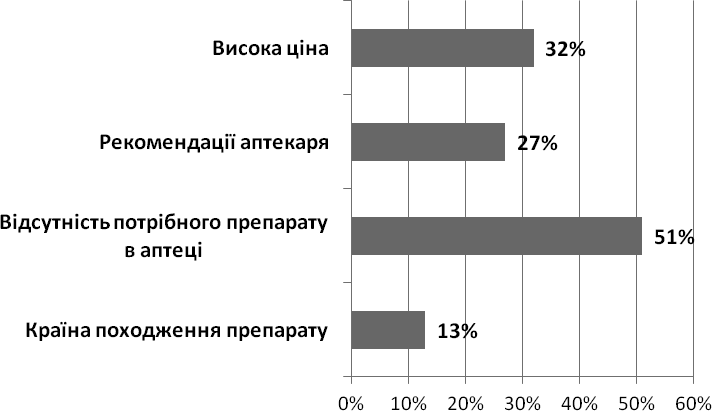 Висока ціна
32%
Рекомендації аптекаря
27%
Відсутність потрібного препарату
в аптеці
51%
Країна походження препарату
13%
0% 10% 20% 30% 40% 50% 60%